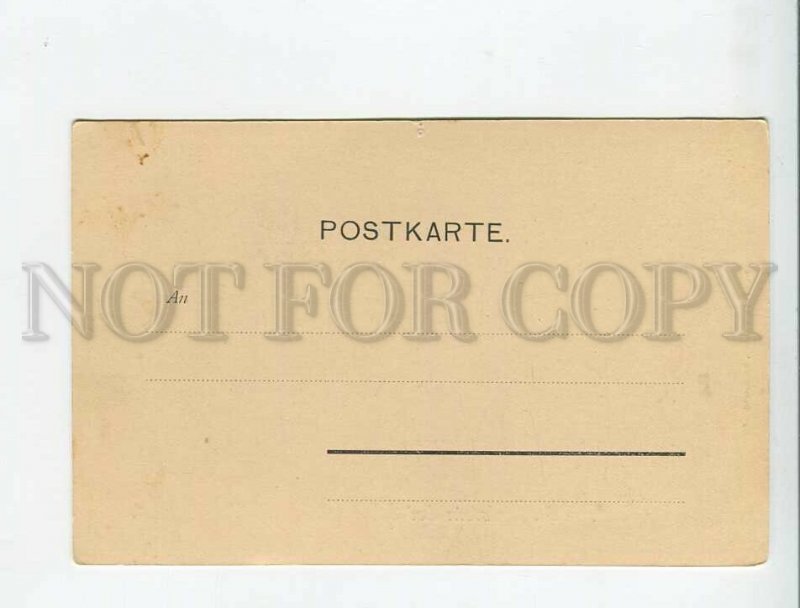 POSTKARTE.
An
NOT FOR COPY